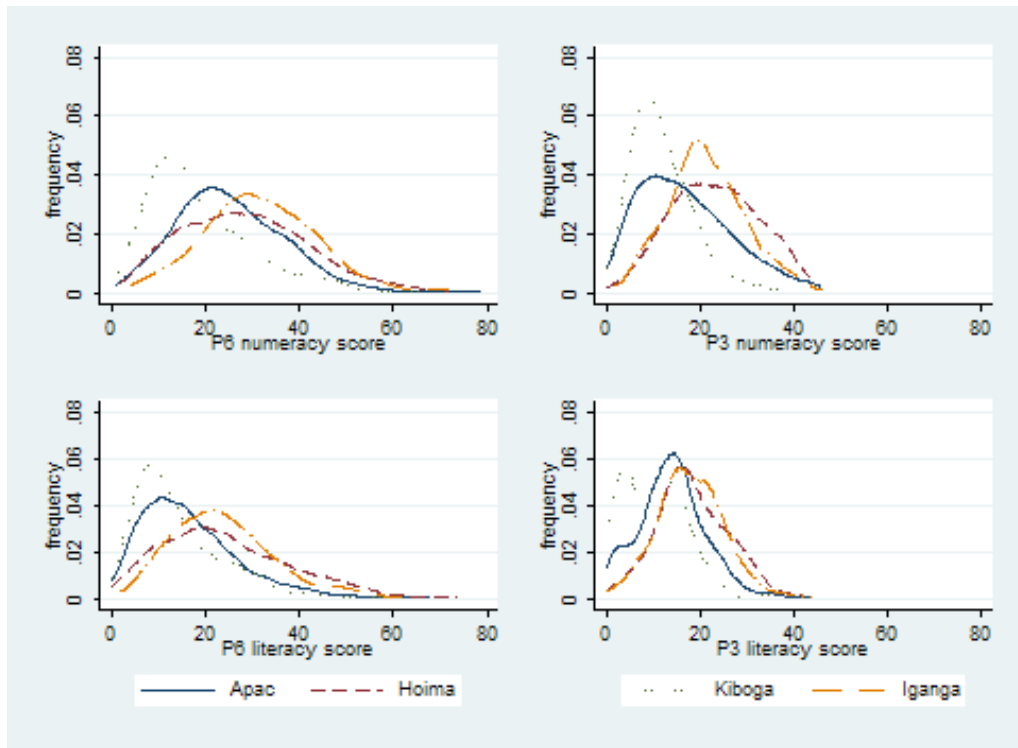 .08 .08
.06 .06
frequency frequency
.04 .04
.02 .02
0 0
0 20 40 60 80 0 20 40 60 80
P6 numeracy score P3 numeracy score
.08 .08
.06 .06
frequency frequency
.04 .04
.02 .02
0 0
0 20 40 60 80 0 20 40 60 80
P6 literacy score P3 literacy score
Apac Hoima Kiboga Iganga